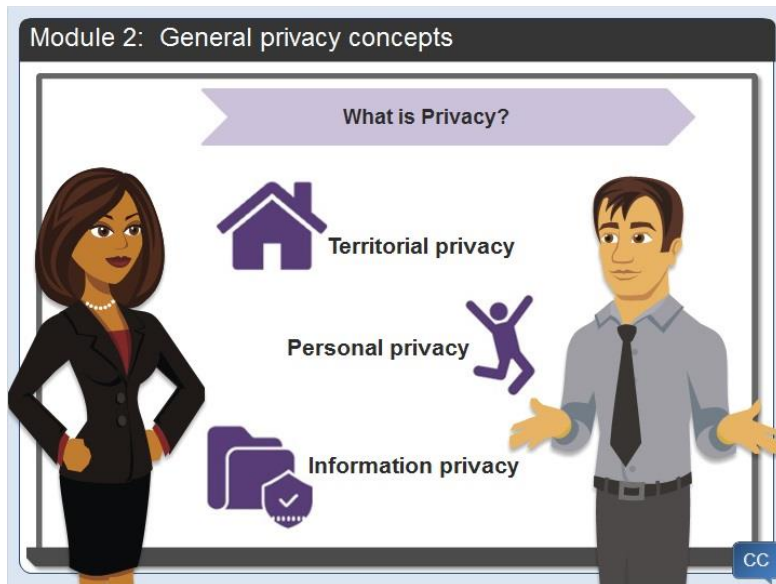 Module 2: General privacy concepts
What is Privacy?
Territorial privacy
Personal privacy
Information privacy
CC